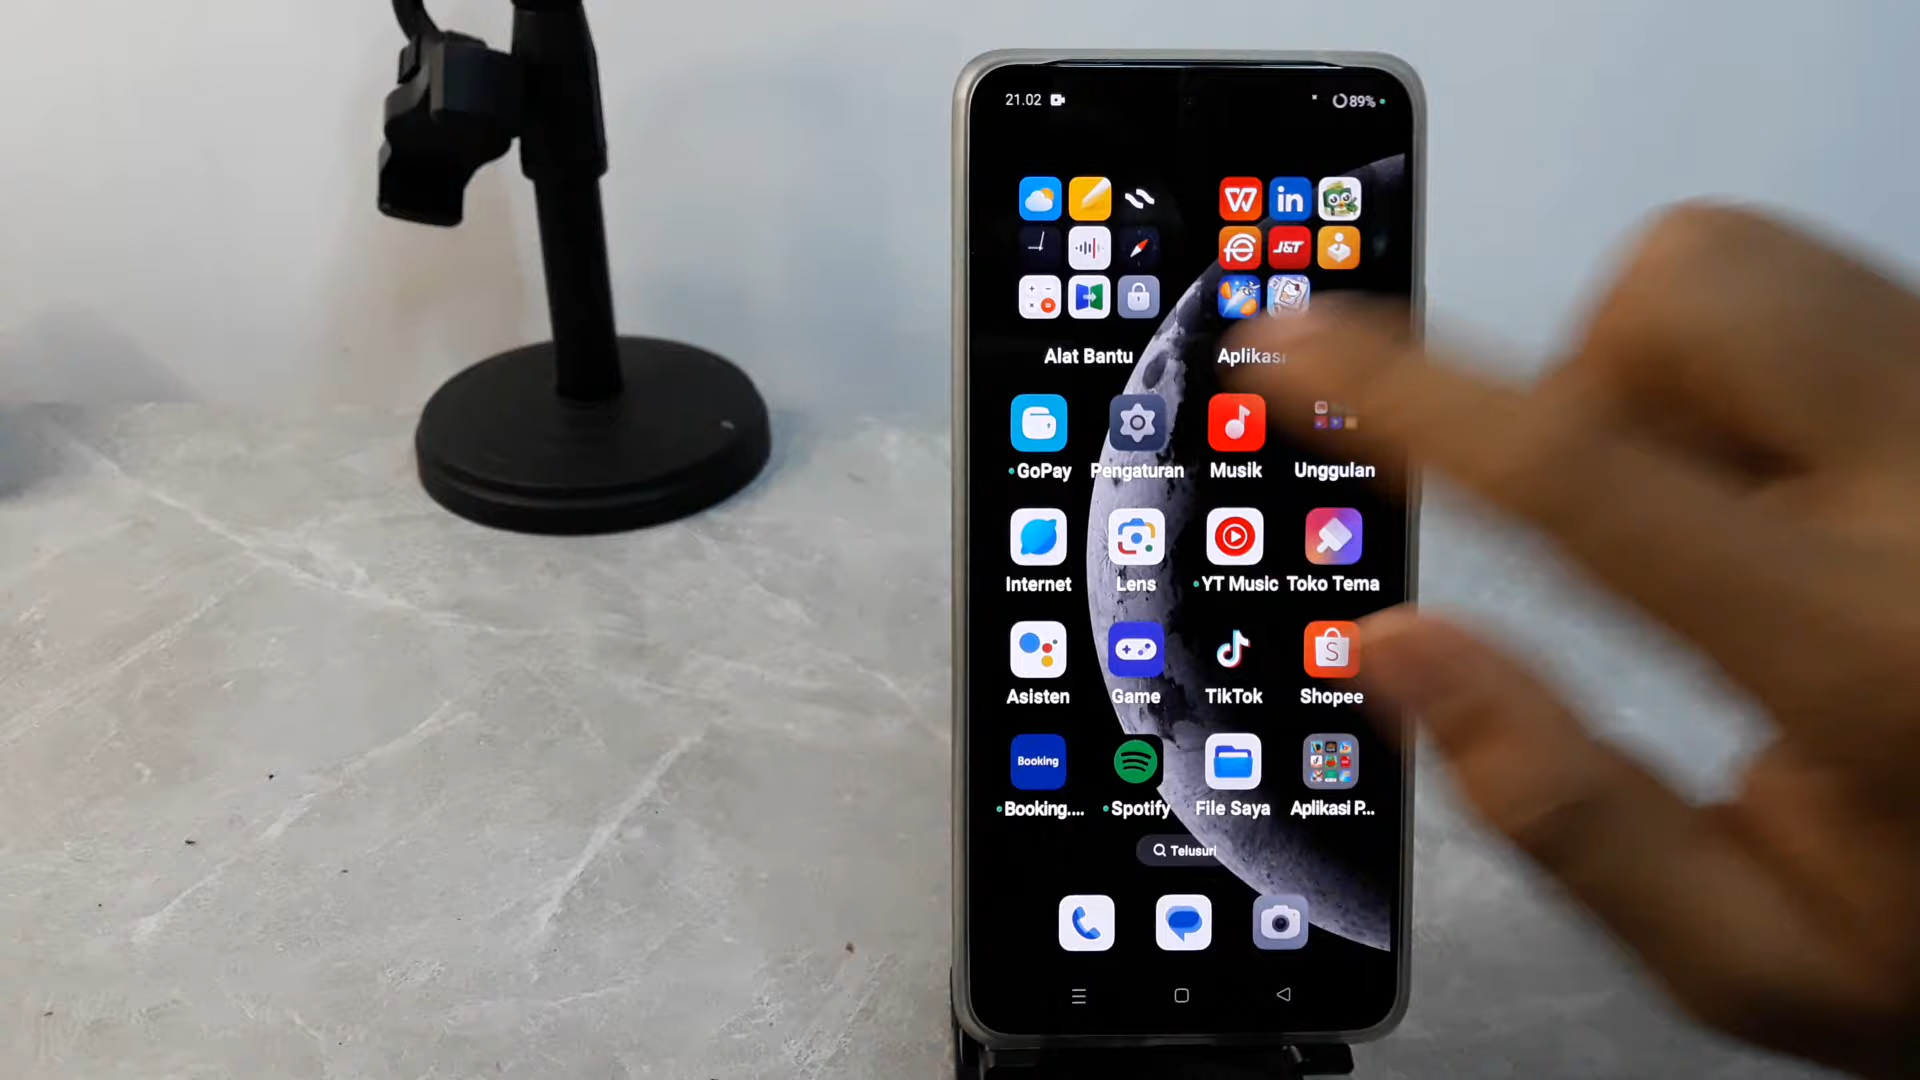 21.02
89%
W in
J&T
Alat Bantu Aplikasi
GoPay Pengaturan Musik Unggulan
Internet Lens YT Music Toko Tema
Asisten Game TikTok Shopee
Booking
Booking.... Spotify File Saya Aplikasi P...
Telusuri